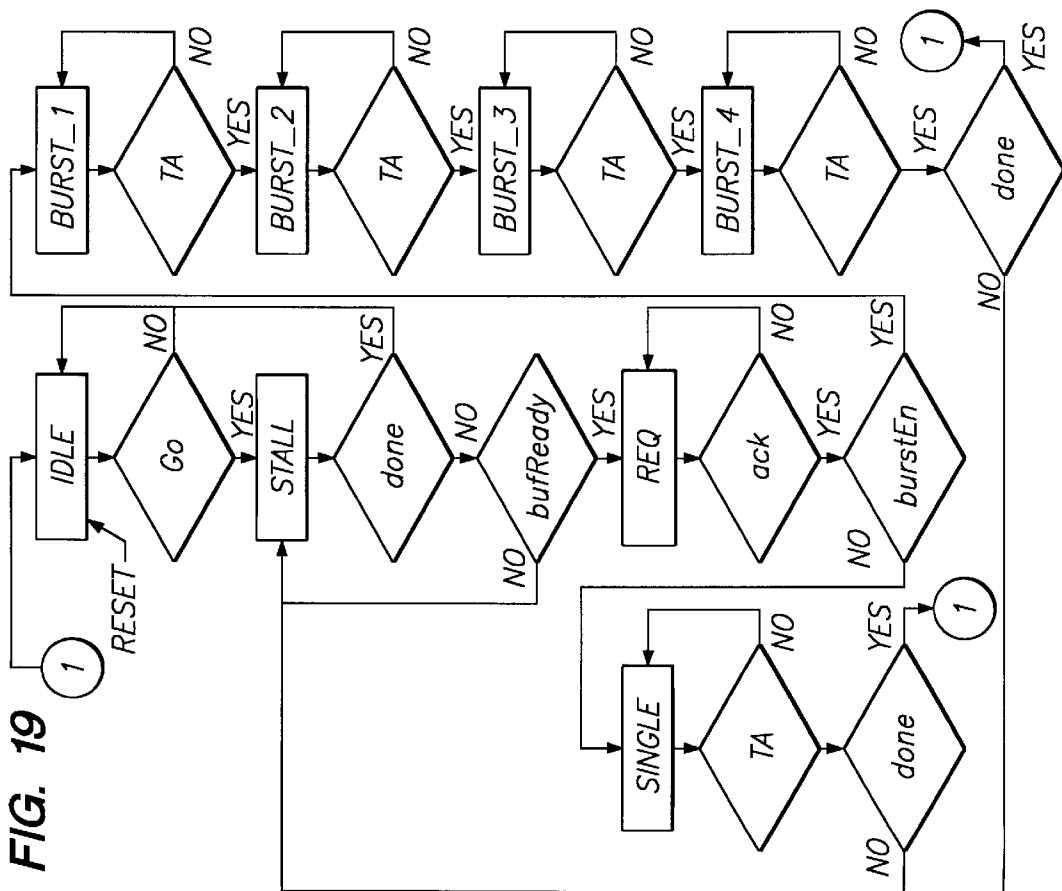 FIG. 19
1
RESET
IDLE
Go
NO
YES
STALL
done
YES
NO
bufReady
NO
YES
REQ
ack
NO
YES
burstEn
NO
YES
SINGLE
TA
NO
done
NO
YES
1
BURST_1
TA
NO
YES
BURST_2
TA
NO
YES
BURST_3
TA
NO
YES
BURST_4
TA
NO
YES
done
NO
YES
1